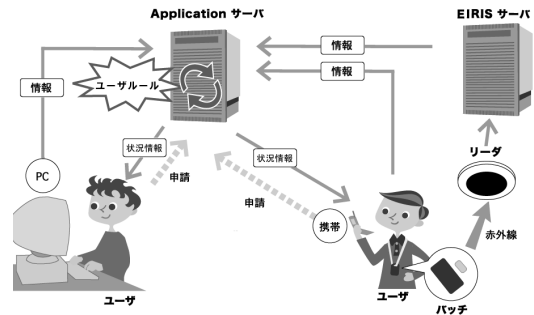 Application サーバ
EIRIS サーバ
情報
情報
情報
ユーザルール
状況情報
状況情報
申請
申請
PC
携帯
リーダ
赤外線
ユーザ
ユーザ
バッチ